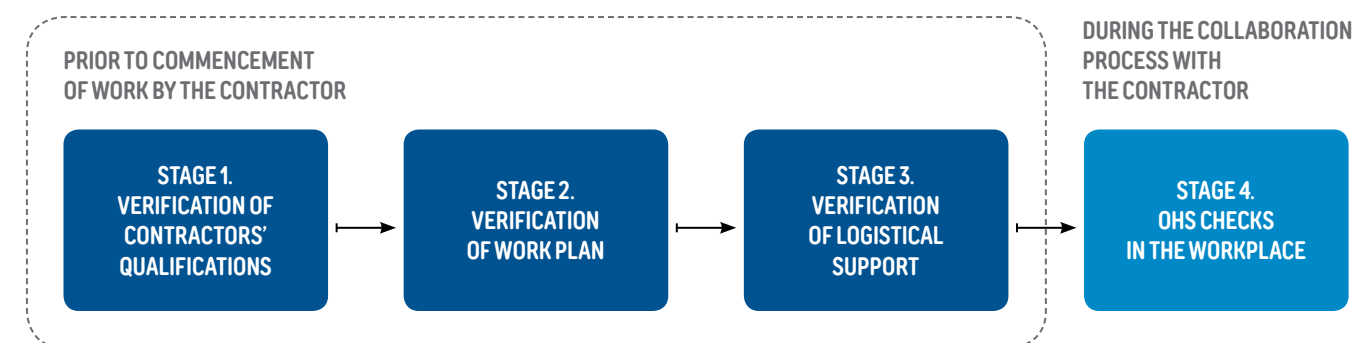 PRIOR TO COMMENCEMENT
OF WORK BY THE CONTRACTOR
DURING THE COLLABORATION
PROCESS WITH
THE CONTRACTOR
STAGE 1.
VERIFICATION OF
CONTRACTORS’
QUALIFICATIONS
STAGE 2.
VERIFICATION
OF WORK PLAN
STAGE 3.
VERIFICATION
OF LOGISTICAL
SUPPORT
STAGE 4.
OHS CHECKS
IN THE WORKPLACE